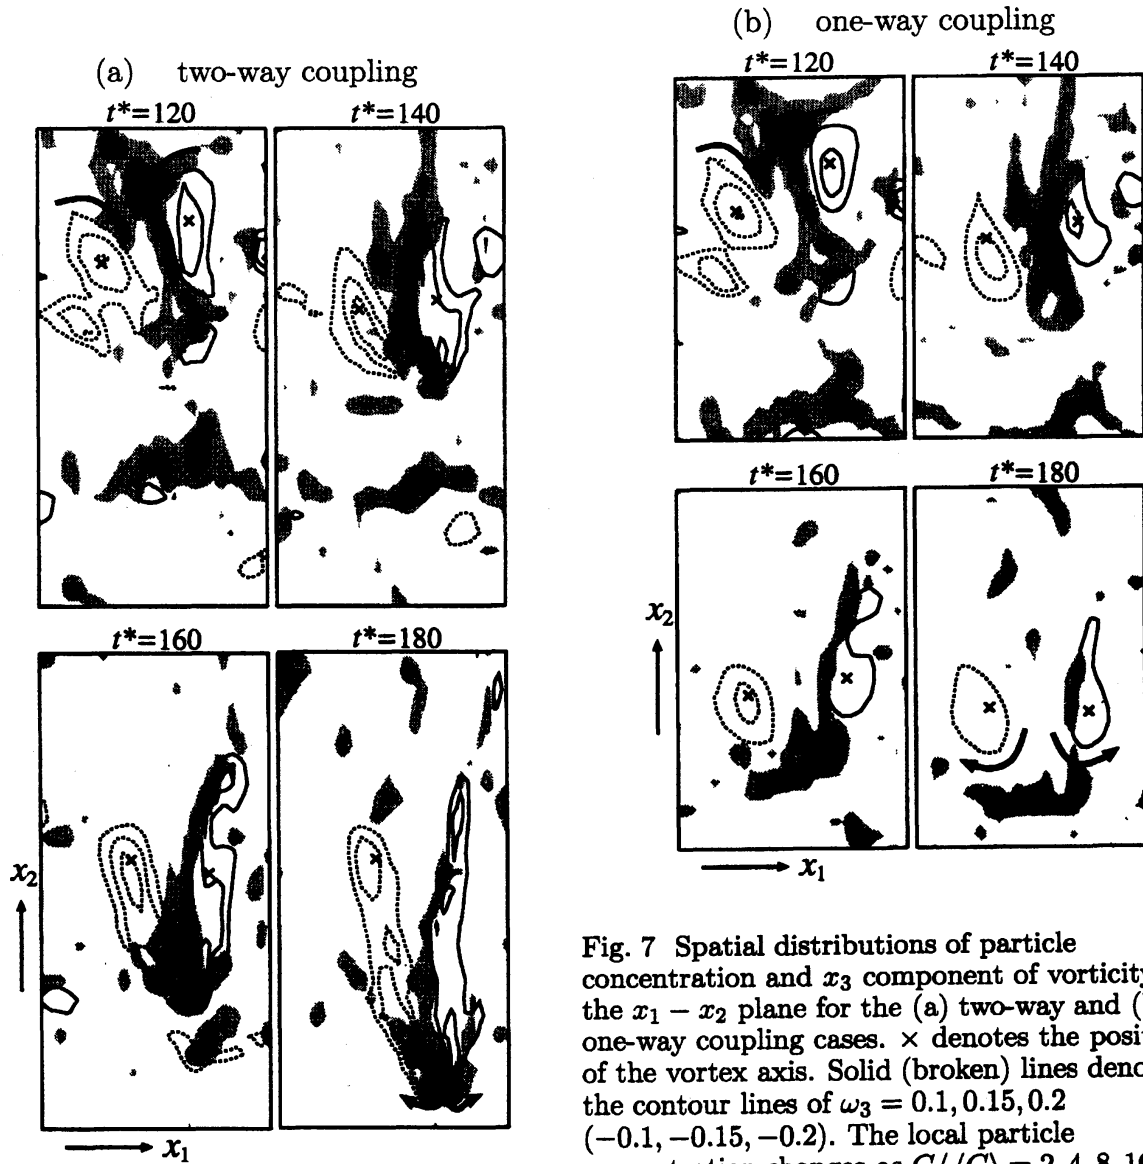 (a) two-way coupling
t*=120
t*=140
t*=160
t*=180
x₂
x₁
(b) one-way coupling
t*=120
t*=140
t*=160
t*=180
x₂
x₁
Fig. 7 Spatial distributions of particle
concentration and x₃ component of vorticity
the x₁ − x₂ plane for the (a) two-way and (
one-way coupling cases. × denotes the
of the vortex axis. Solid (broken) lines
the contour lines of ω₃ = 0.1, 0.15, 0.2
(−0.1, −0.15, −0.2). The local particle